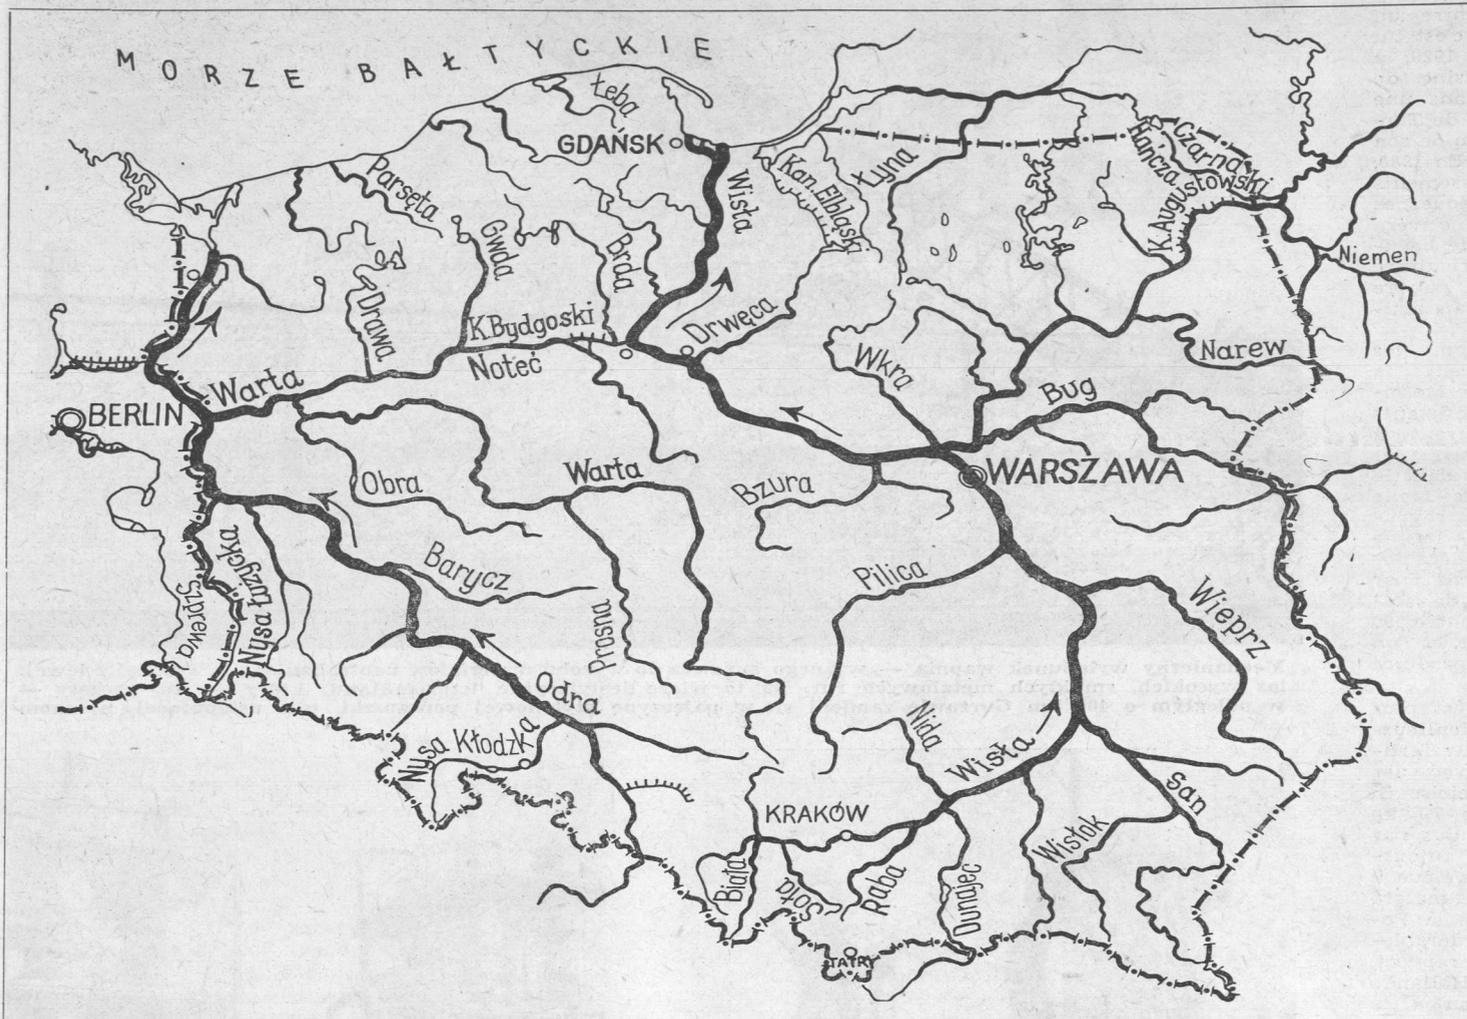 MORZE BAŁTYCKIE
Łeba
GDAŃSK
Wisła
Kan. Elbląski
Łyna
Hańcza
Czarna
K. Augustowski
Niemen
Parsęta
Gwda
Brda
Drawa
K. Bydgoski
Noteć
Drwęca
Wkra
Narew
Bug
Warta
BERLIN
WARSZAWA
Obra
Warta
Bzura
Barycz
Pilica
Wieprz
Szprewa
Nysa Łużycka
Prosna
Odra
Nysa Kłodzka
Nida
Wisła
San
KRAKÓW
Wisłok
Biała
Soła
Raba
Dunajec
TATRY